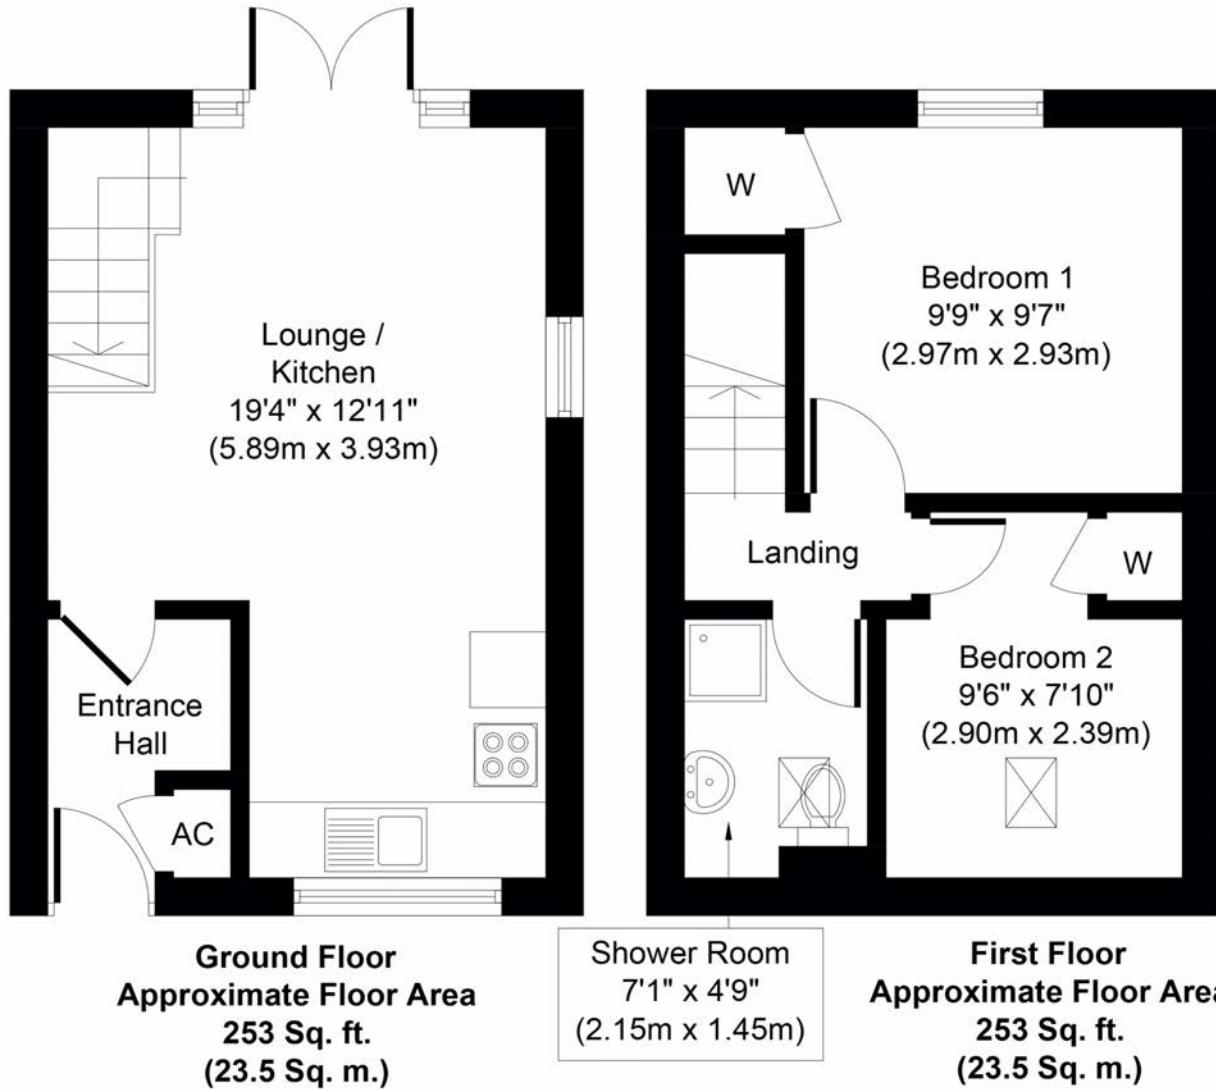 Lounge /
Kitchen
19'4" x 12'11"
(5.89m x 3.93m)
Entrance
Hall
AC
Ground Floor
Approximate Floor Area
253 Sq. ft.
(23.5 Sq. m.)
W
Bedroom 1
9'9" x 9'7"
(2.97m x 2.93m)
Landing
W
Bedroom 2
9'6" x 7'10"
(2.90m x 2.39m)
Shower Room
7'1" x 4'9"
(2.15m x 1.45m)
First Floor
Approximate Floor Area
253 Sq. ft.
(23.5 Sq. m.)